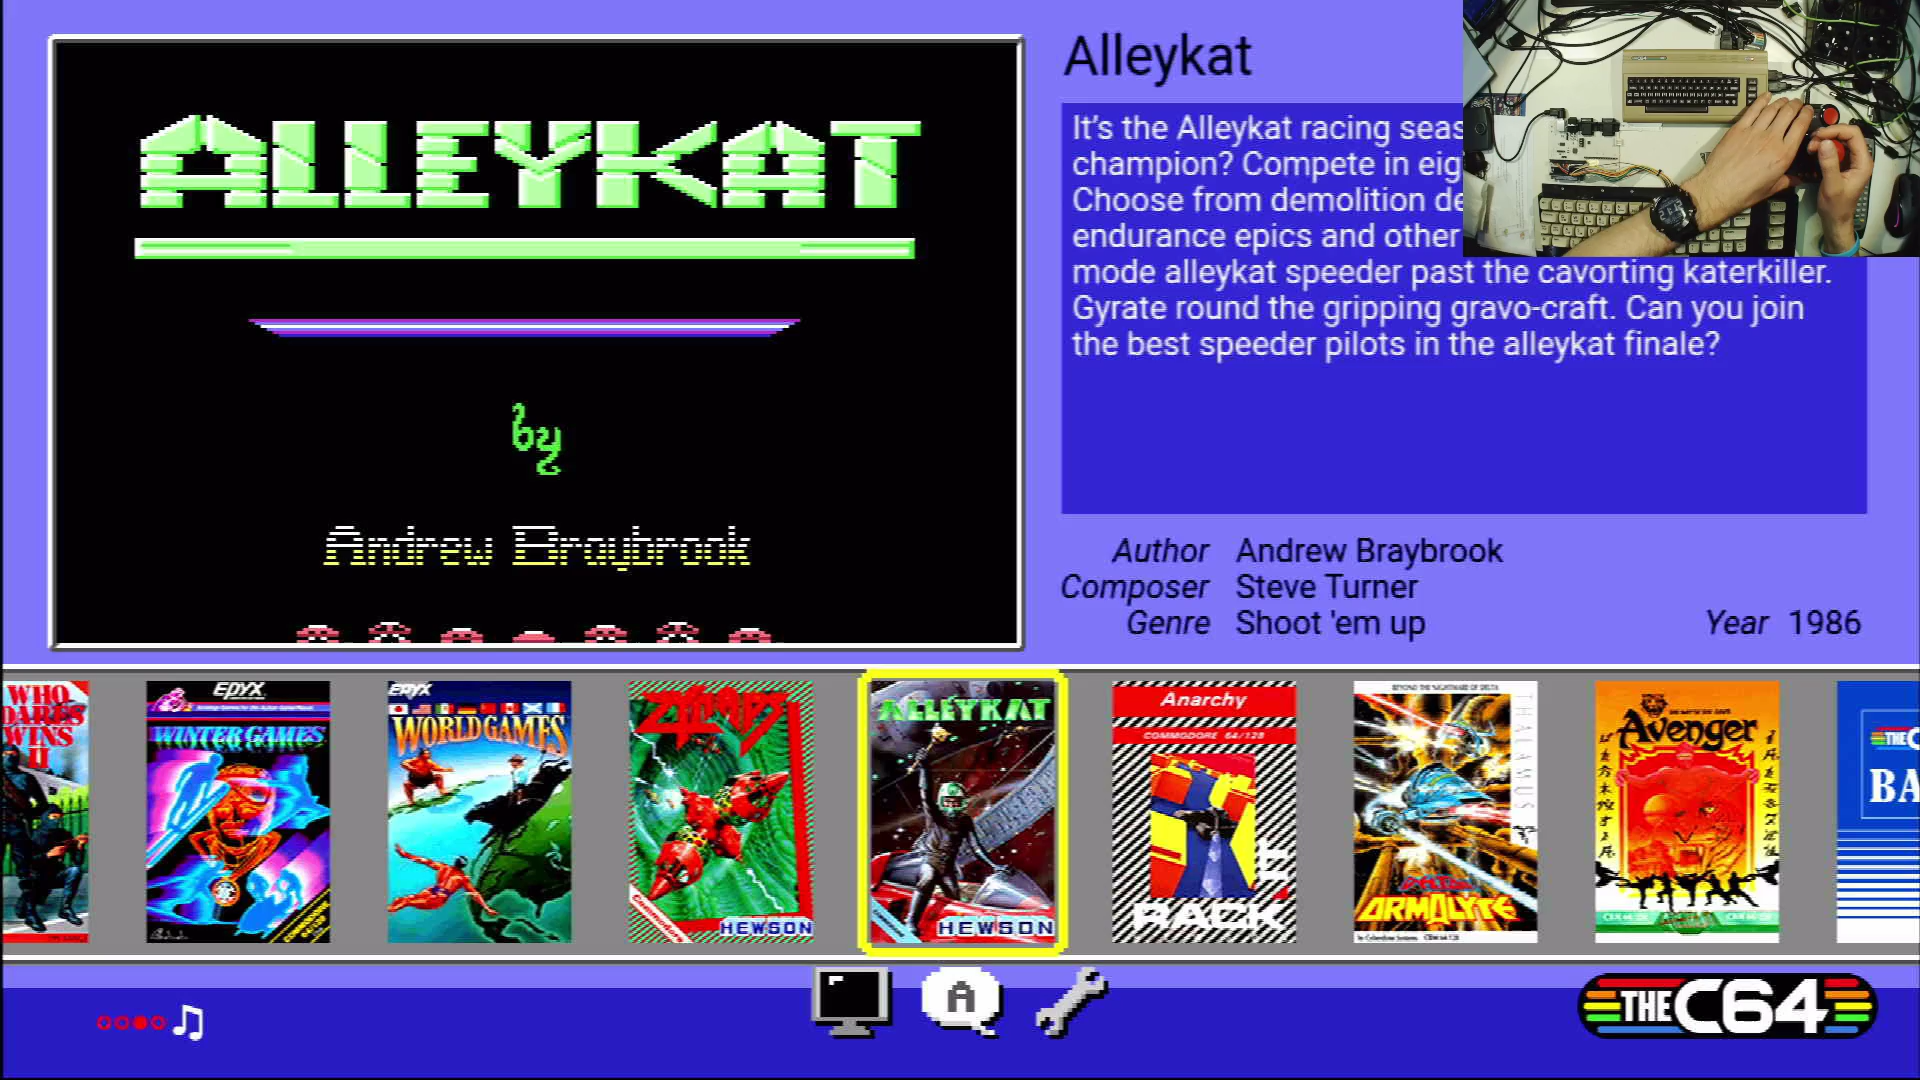 ALLEYKAT
by
Andrew Braybrook
Alleykat
It's the Alleykat racing seas
champion? Compete in eig
Choose from demolition de
endurance epics and other
mode alleykat speeder past the cavorting katerkiller.
Gyrate round the gripping gravo-craft. Can you join
the best speeder pilots in the alleykat finale?
Author Andrew Braybrook
Composer Steve Turner
Genre Shoot 'em up
Year 1986
WHO
DARES
WINS
II
EPYX
WINTER GAMES
EPYX
WORLD GAMES
ZYNAPS
HEWSON
ALLEYKAT
HEWSON
Anarchy
COMMODORE 64/128
RACK
IT
THALAMUS
ARMALYTE
Avenger
THE C
BA
A
THE C64